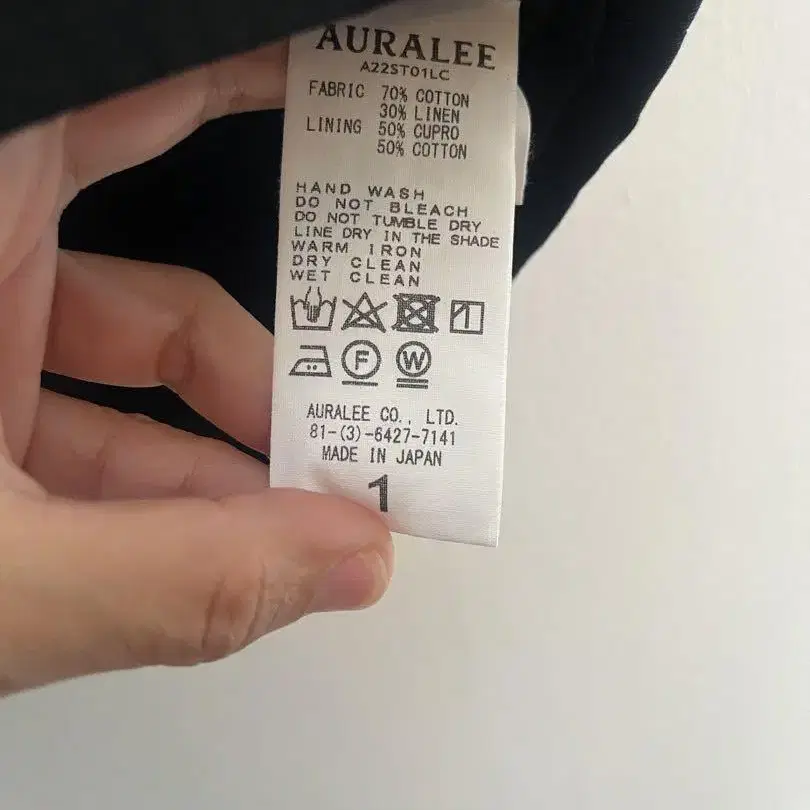 AURALEE
A22ST01LC
FABRIC 70% COTTON
30% LINEN
LINING 50% CUPRO
50% COTTON
HAND WASH
DO NOT BLEACH
DO NOT TUMBLE DRY
LINE DRY IN THE SHADE
WARM IRON
DRY CLEAN
WET CLEAN
F W
AURALEE CO., LTD.
81-(3)-6427-7141
MADE IN JAPAN
1